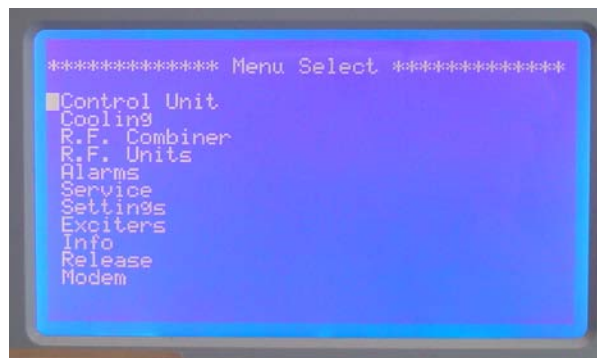 ************* Menu Select *************
Control Unit
Cooling
R.F. Combiner
R.F. Units
Alarms
Service
Settings
Exciters
Info
Release
Modem